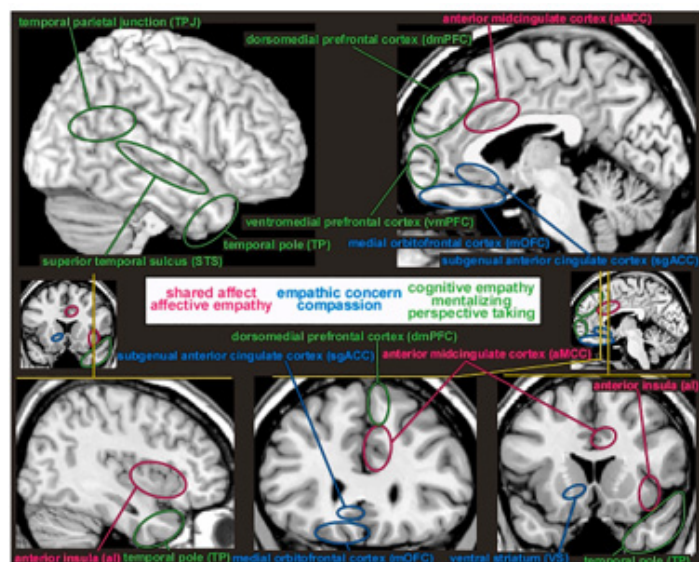 temporal parietal junction (TPJ)
anterior midcingulate cortex (aMCC)
dorsomedial prefrontal cortex (dmPFC)
ventromedial prefrontal cortex (vmPFC)
temporal pole (TP)
medial orbitofrontal cortex (mOFC)
superior temporal sulcus (STS)
subgenual anterior cingulate cortex (sgACC)
shared affect
affective empathy
empathic concern
compassion
cognitive empathy
mentalizing
perspective taking
dorsomedial prefrontal cortex (dmPFC)
subgenual anterior cingulate cortex (sgACC)
anterior midcingulate cortex (aMCC)
anterior insula (aI)
anterior insula (aI)
temporal pole (TP)
medial orbitofrontal cortex (mOFC)
ventral striatum (VS)
temporal pole (TP)